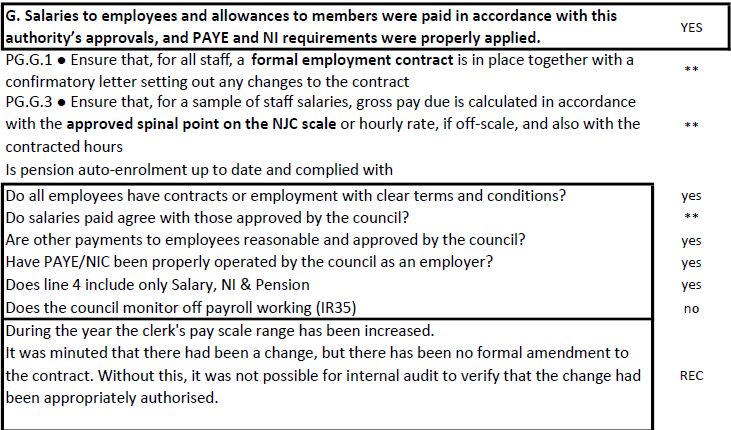 G. Salaries to employees and allowances to members were paid in accordance with this
authority's approvals, and PAYE and NI requirements were properly applied. YES
PG.G.1 ● Ensure that, for all staff, a formal employment contract is in place together with a
confirmatory letter setting out any changes to the contract **
PG.G.3 ● Ensure that, for a sample of staff salaries, gross pay due is calculated in accordance
with the approved spinal point on the NJC scale or hourly rate, if off-scale, and also with the **
contracted hours
Is pension auto-enrolment up to date and complied with
Do all employees have contracts or employment with clear terms and conditions? yes
Do salaries paid agree with those approved by the council? **
Are other payments to employees reasonable and approved by the council? yes
Have PAYE/NIC been properly operated by the council as an employer? yes
Does line 4 include only Salary, NI & Pension yes
Does the council monitor off payroll working (IR35) no
During the year the clerk's pay scale range has been increased.
It was minuted that there had been a change, but there has been no formal amendment to
the contract. Without this, it was not possible for internal audit to verify that the change had REC
been appropriately authorised.